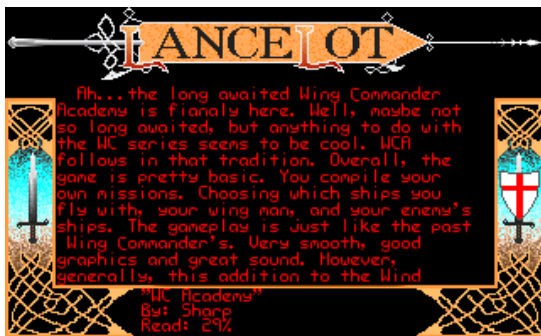 LANCELOT
Ah...the long awaited Wing Commander
Academy is fianaly here. Well, maybe not
so long awaited, but anything to do with
the WC series seems to be cool. WCA
follows in that tradition. Overall, the
game is pretty basic. You compile your
own missions. Choosing which ships you
fly with, your wing man, and your enemy's
ships. The gameplay is just like the past
Wing Commander's. Very smooth, good
graphics and great sound. However,
generally, this addition to the Wind
"WC Academy"
By: Sharp
Read: 29%